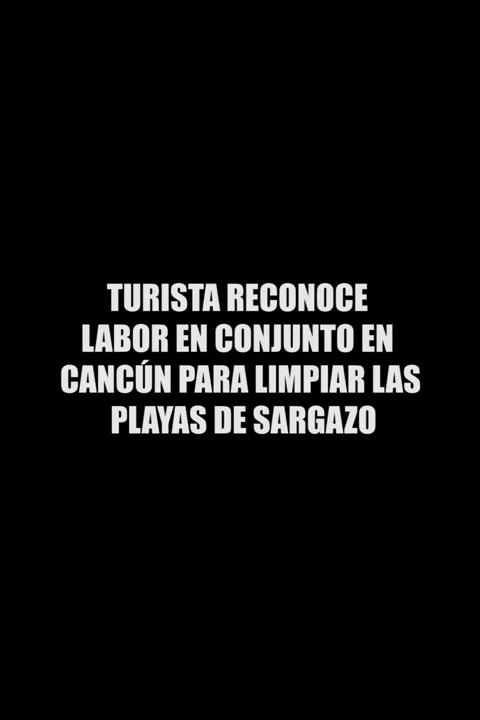 TURISTA RECONOCE
LABOR EN CONJUNTO EN
CANCÚN PARA LIMPIAR LAS
PLAYAS DE SARGAZO